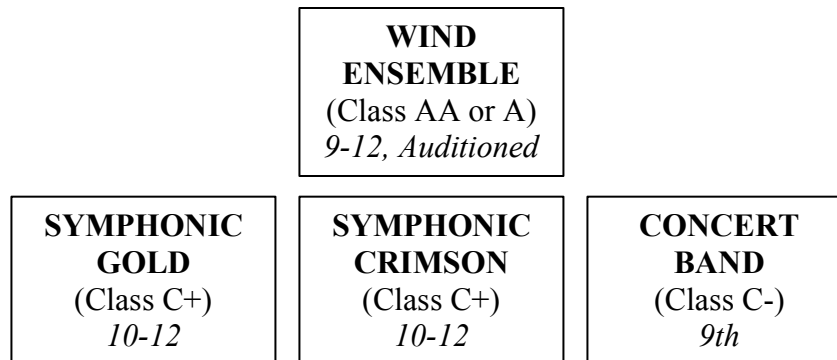 WIND
ENSEMBLE
(Class AA or A)
9-12, Auditioned
SYMPHONIC
GOLD
(Class C+)
10-12
SYMPHONIC
CRIMSON
(Class C+)
10-12
CONCERT
BAND
(Class C-)
9th